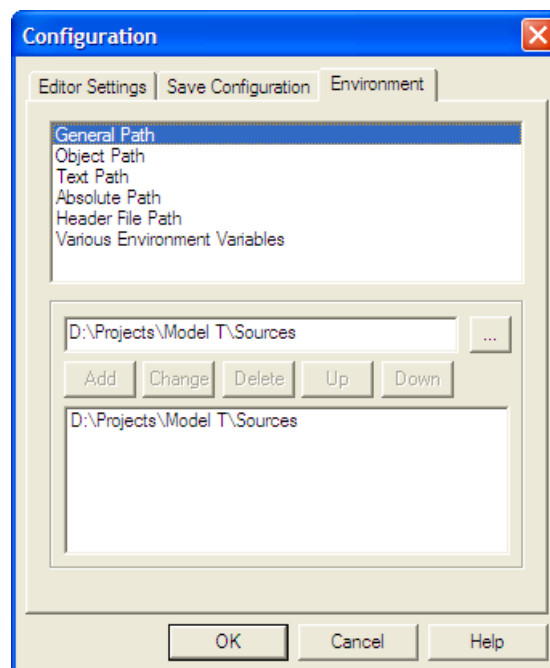 Configuration
Editor Settings Save Configuration Environment
General Path
Object Path
Text Path
Absolute Path
Header File Path
Various Environment Variables
D:\Projects\Model T\Sources ...
Add Change Delete Up Down
D:\Projects\Model T\Sources
OK Cancel Help